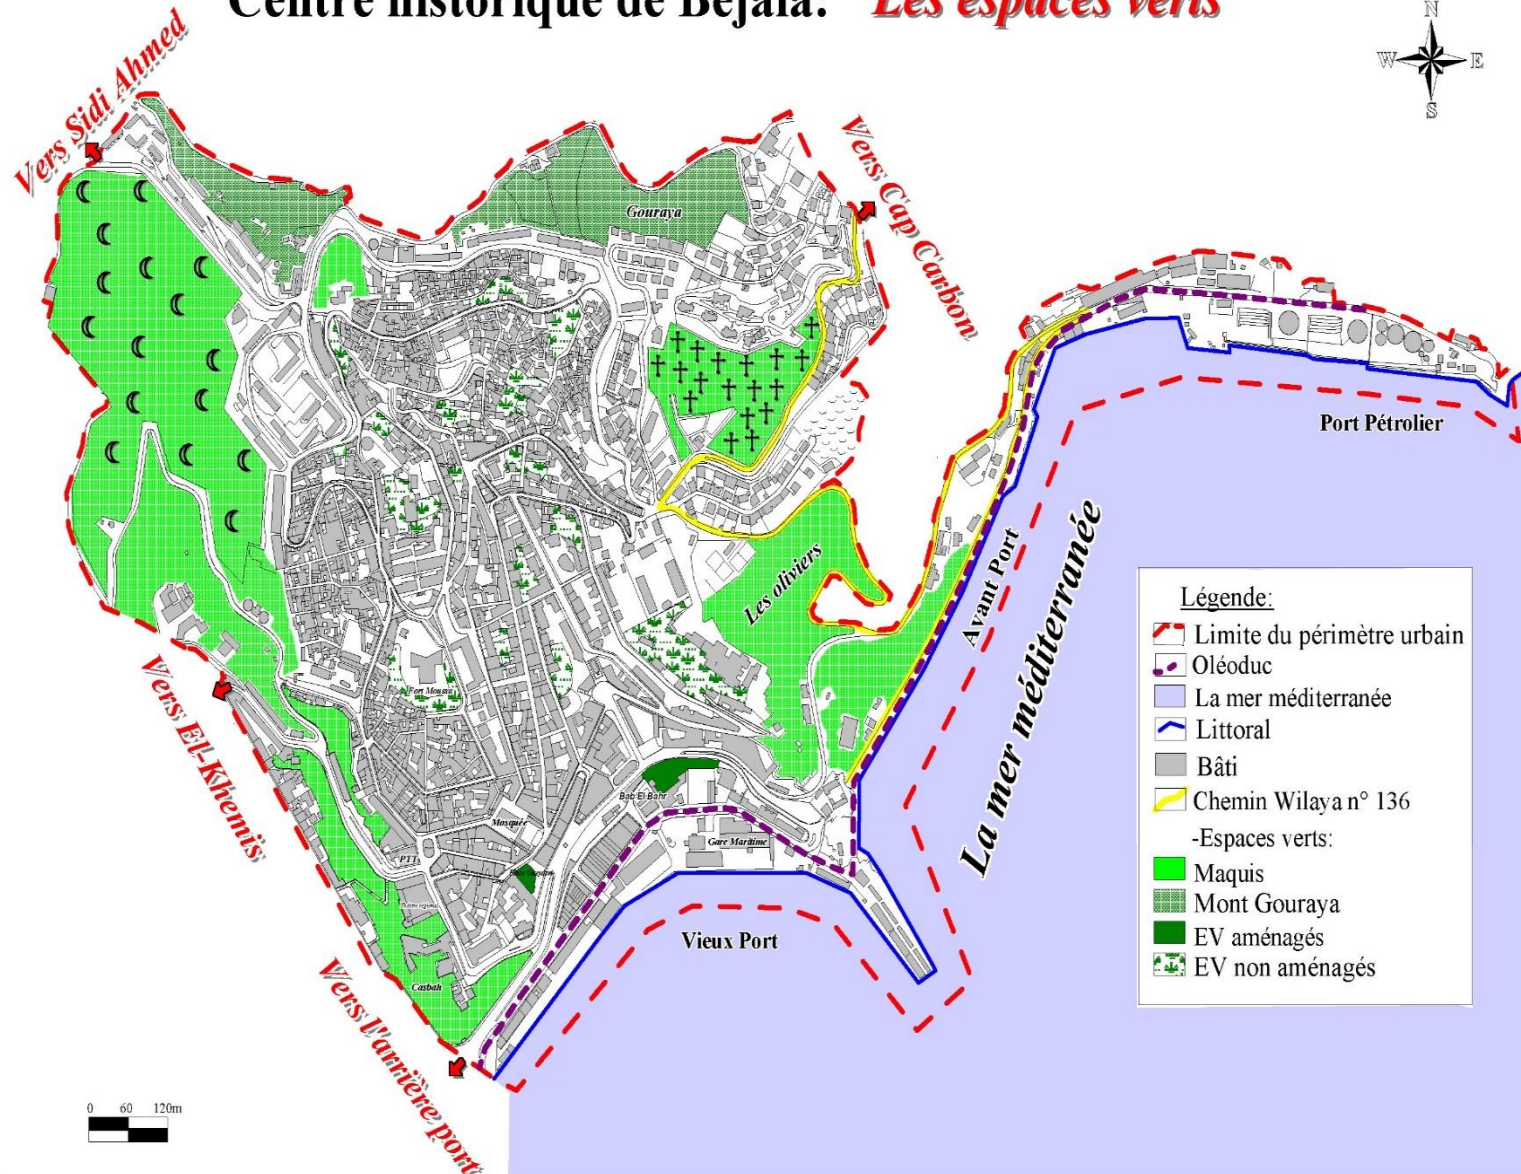 Centre historique de Bejaia: Les espaces verts
N
W E
S
Vers Sidi Ahmed
Vers Cap Carbon
Gouraya
Port Pétrolier
Les oliviers
Avant Port
La mer méditerranée
Vers El-Khemis
Fort Moussa
Bab El Bahr
Mosquée
Gare Maritime
PTT
Vieux Port
Casbah
Vers l'arrière port
0 60 120m
Légende:
Limite du périmètre urbain
Oléoduc
La mer méditerranée
Littoral
Bâti
Chemin Wilaya n° 136
-Espaces verts:
Maquis
Mont Gouraya
EV aménagés
EV non aménagés